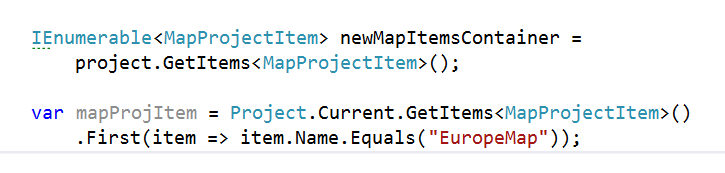 IEnumerable<MapProjectItem> newMapItemsContainer =
project.GetItems<MapProjectItem>();
var mapProjItem = Project.Current.GetItems<MapProjectItem>()
.First(item => item.Name.Equals("EuropeMap"));